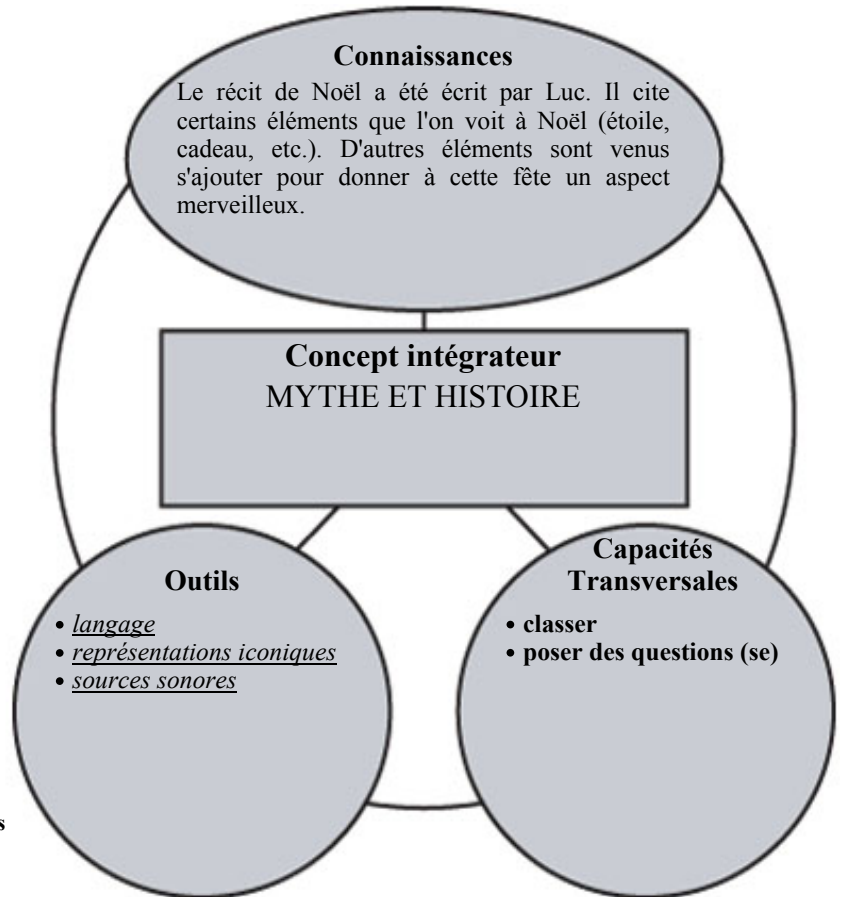 Connaissances
Le récit de Noël a été écrit par Luc. Il cite
certains éléments que l'on voit à Noël (étoile,
cadeau, etc.). D'autres éléments sont venus
s'ajouter pour donner à cette fête un aspect
merveilleux.
Concept intégrateur
MYTHE ET HISTOIRE
Outils
• langage
• représentations iconiques
• sources sonores
Capacités
Transversales
• classer
• poser des questions (se)
s